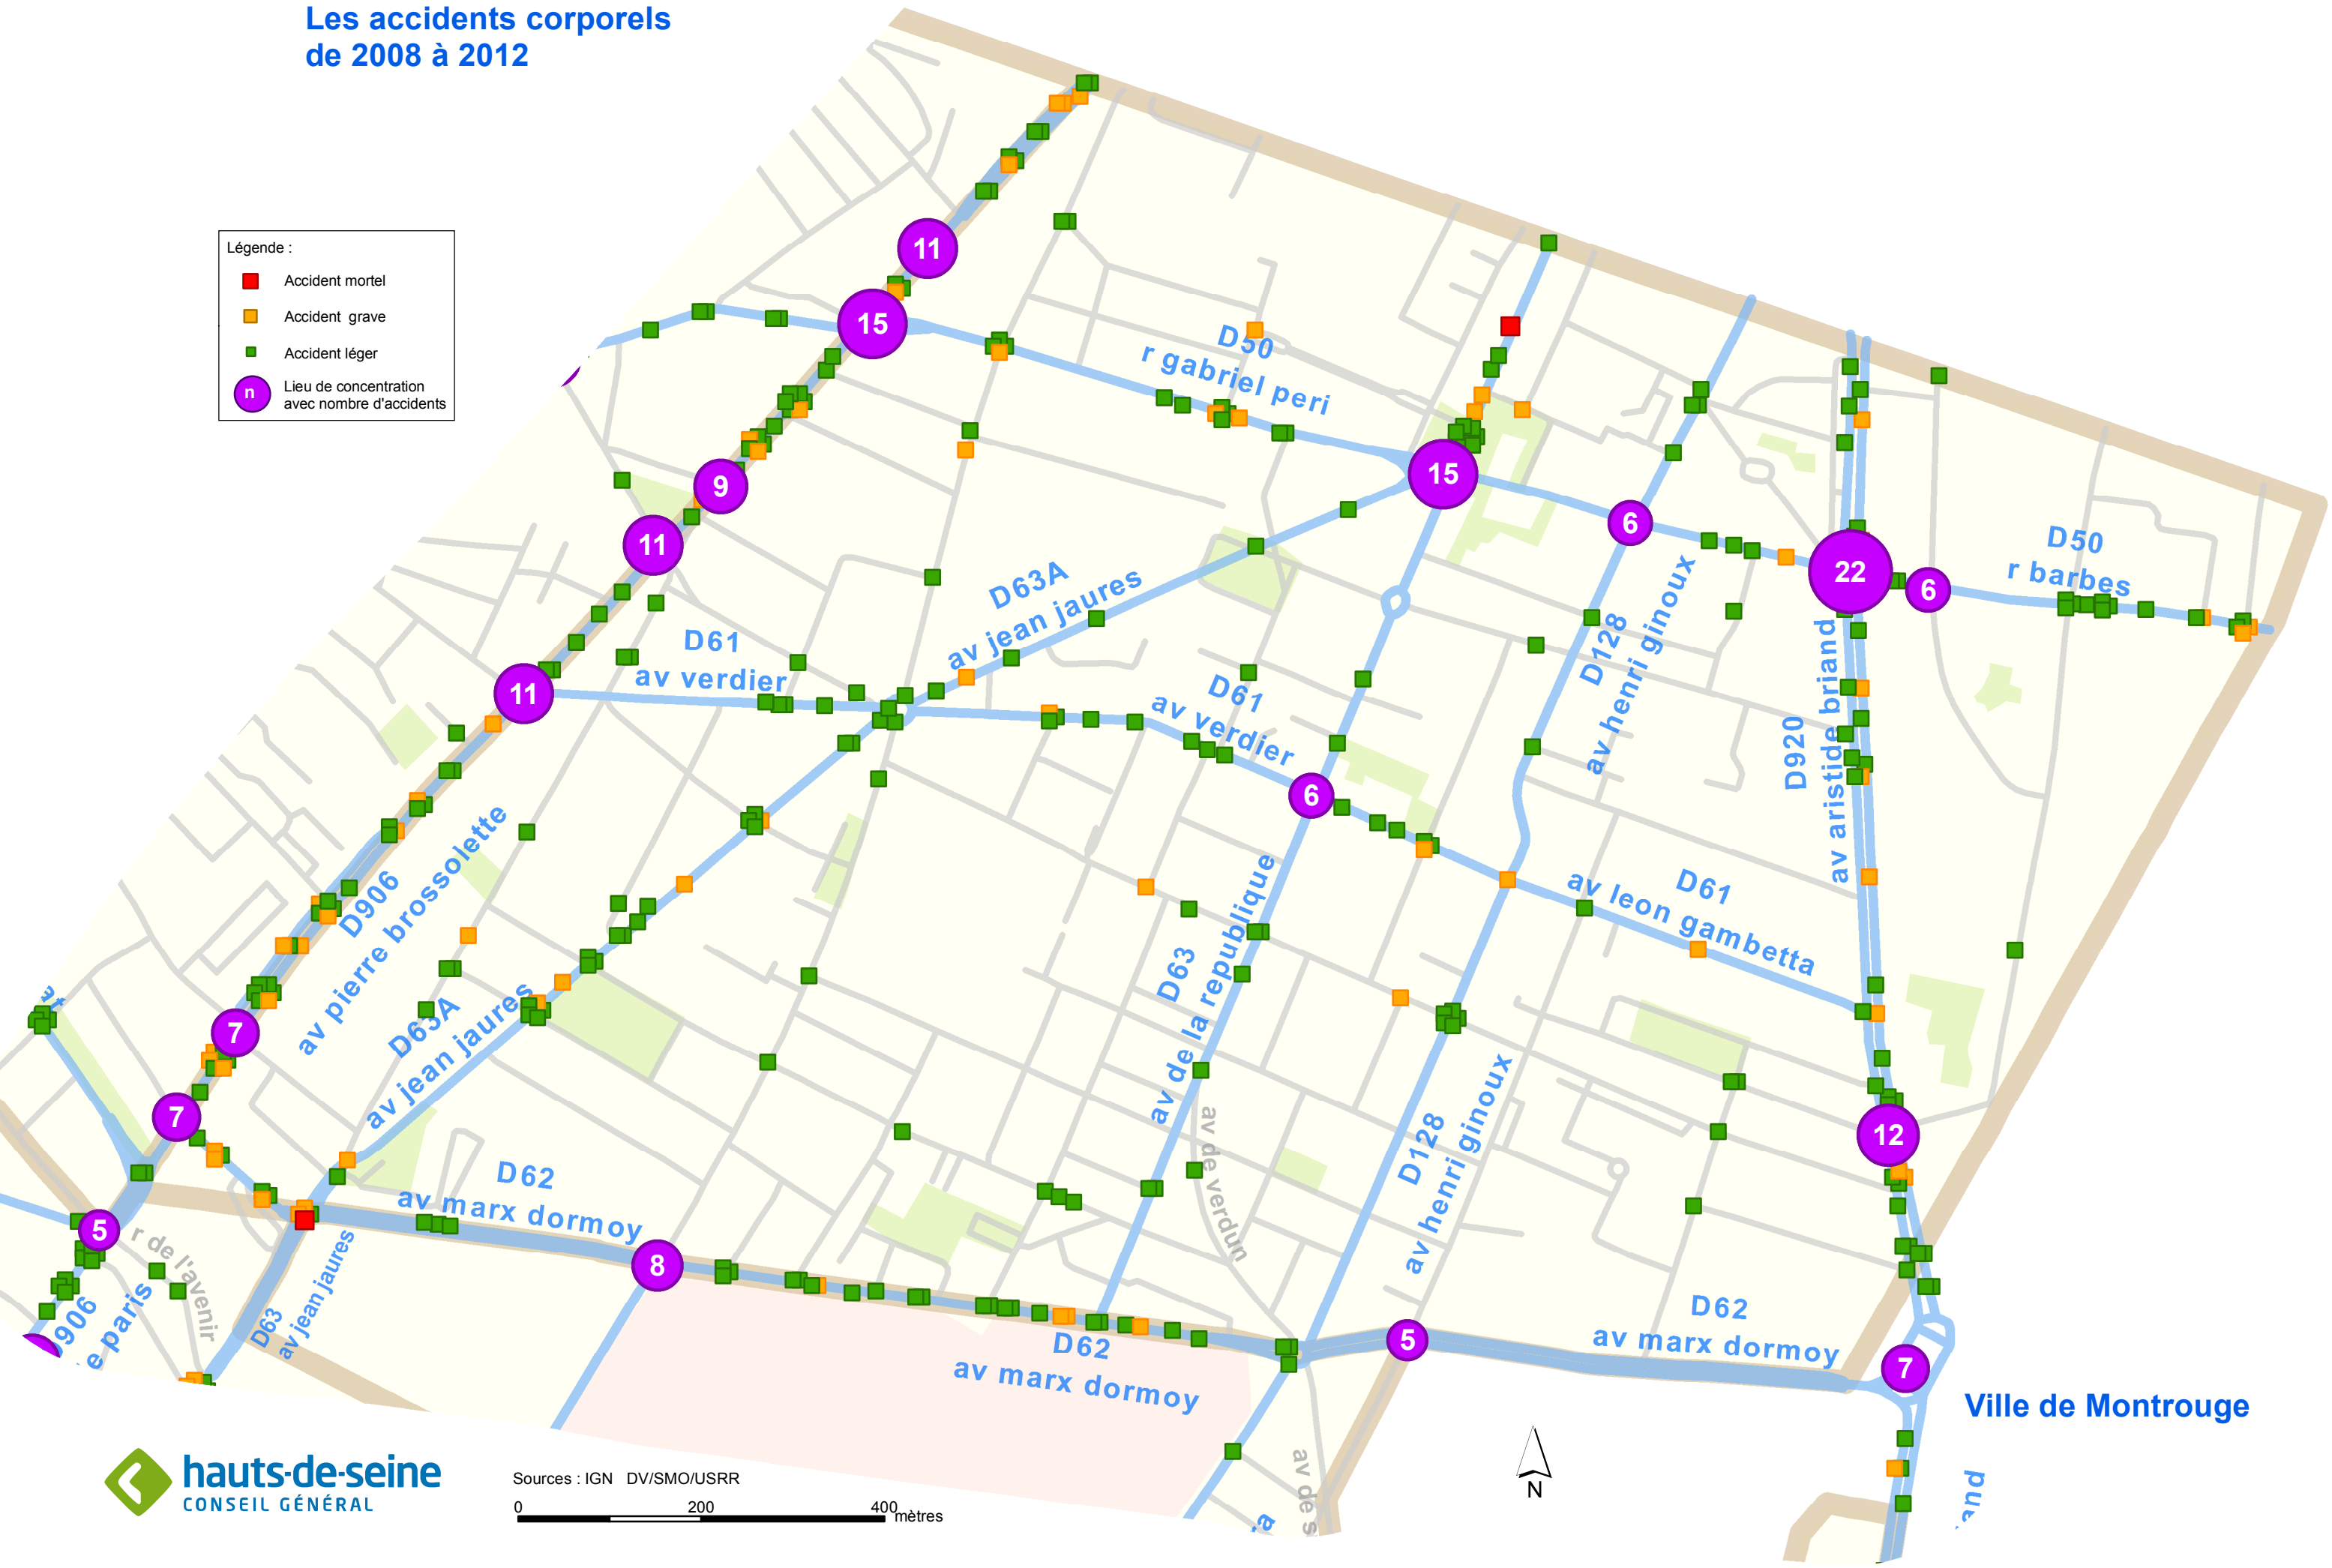 Les accidents corporels
de 2008 à 2012
Légende :
Accident mortel
Accident grave
Accident léger
n
Lieu de concentration
avec nombre d'accidents
11
15
D50
r gabriel peri
9
11
15
6
22
6
D50
r barbes
D63A
av jean jaures
D61
av verdier
11
D61
av verdier
D128
av henri ginoux
D920
av aristide briand
6
D906
av pierre brossolette
D61
av leon gambetta
D63
av de la republique
D63A
av jean jaures
7
7
12
av de verdun
D128
av henri ginoux
D62
av marx dormoy
5
r de l'avenir
8
906
e paris
D63
av jean jaures
D62
av marx dormoy
5
D62
av marx dormoy
7
Ville de Montrouge
hauts-de-seine
CONSEIL GÉNÉRAL
Sources : IGN DV/SMO/USRR
0 200 400
mètres
N
av de s
and